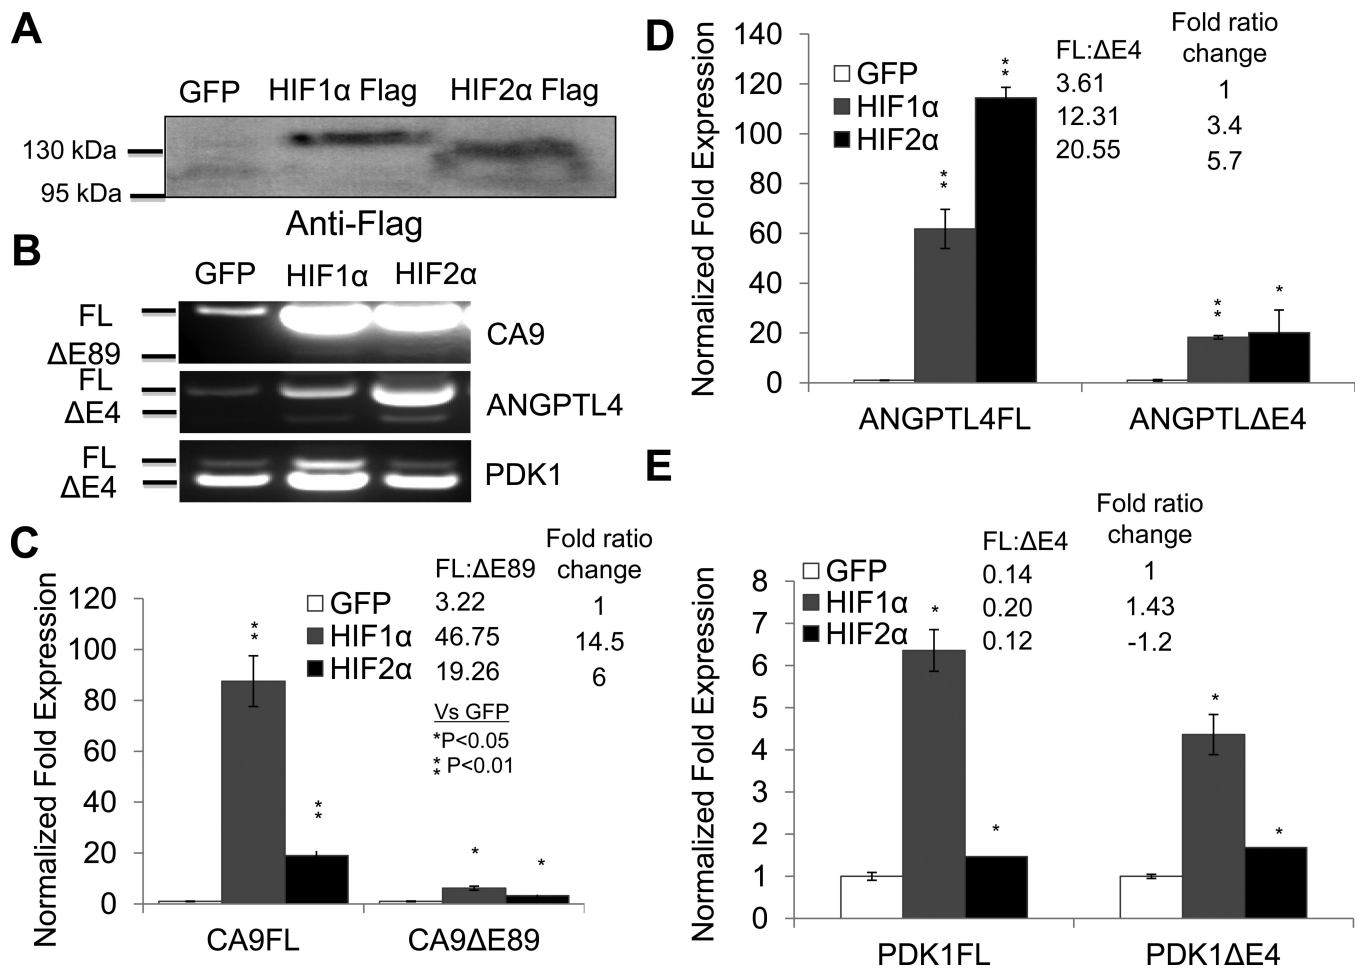 A
GFP HIF1α Flag HIF2α Flag
130 kDa
95 kDa
Anti-Flag
B
GFP HIF1α HIF2α
FL
ΔE89
CA9
FL
ΔE4
ANGPTL4
FL
ΔE4
PDK1
C
Normalized Fold Expression
120
100
80
60
40
20
0
GFP
HIF1α
HIF2α
FL:ΔE89
3.22
46.75
19.26
Fold ratio
change
1
14.5
6
Vs GFP
*P<0.05
** P<0.01
**
**
*
*
CA9FL CA9ΔE89
D
Normalized Fold Expression
140
120
100
80
60
40
20
0
GFP
HIF1α
HIF2α
FL:ΔE4
3.61
12.31
20.55
Fold ratio
change
1
3.4
5.7
**
**
**
*
ANGPTL4FL ANGPTLΔE4
E
Normalized Fold Expression
8
7
6
5
4
3
2
1
0
GFP
HIF1α
HIF2α
FL:ΔE4
0.14
0.20
0.12
Fold ratio
change
1
1.43
-1.2
*
*
*
*
PDK1FL PDK1ΔE4